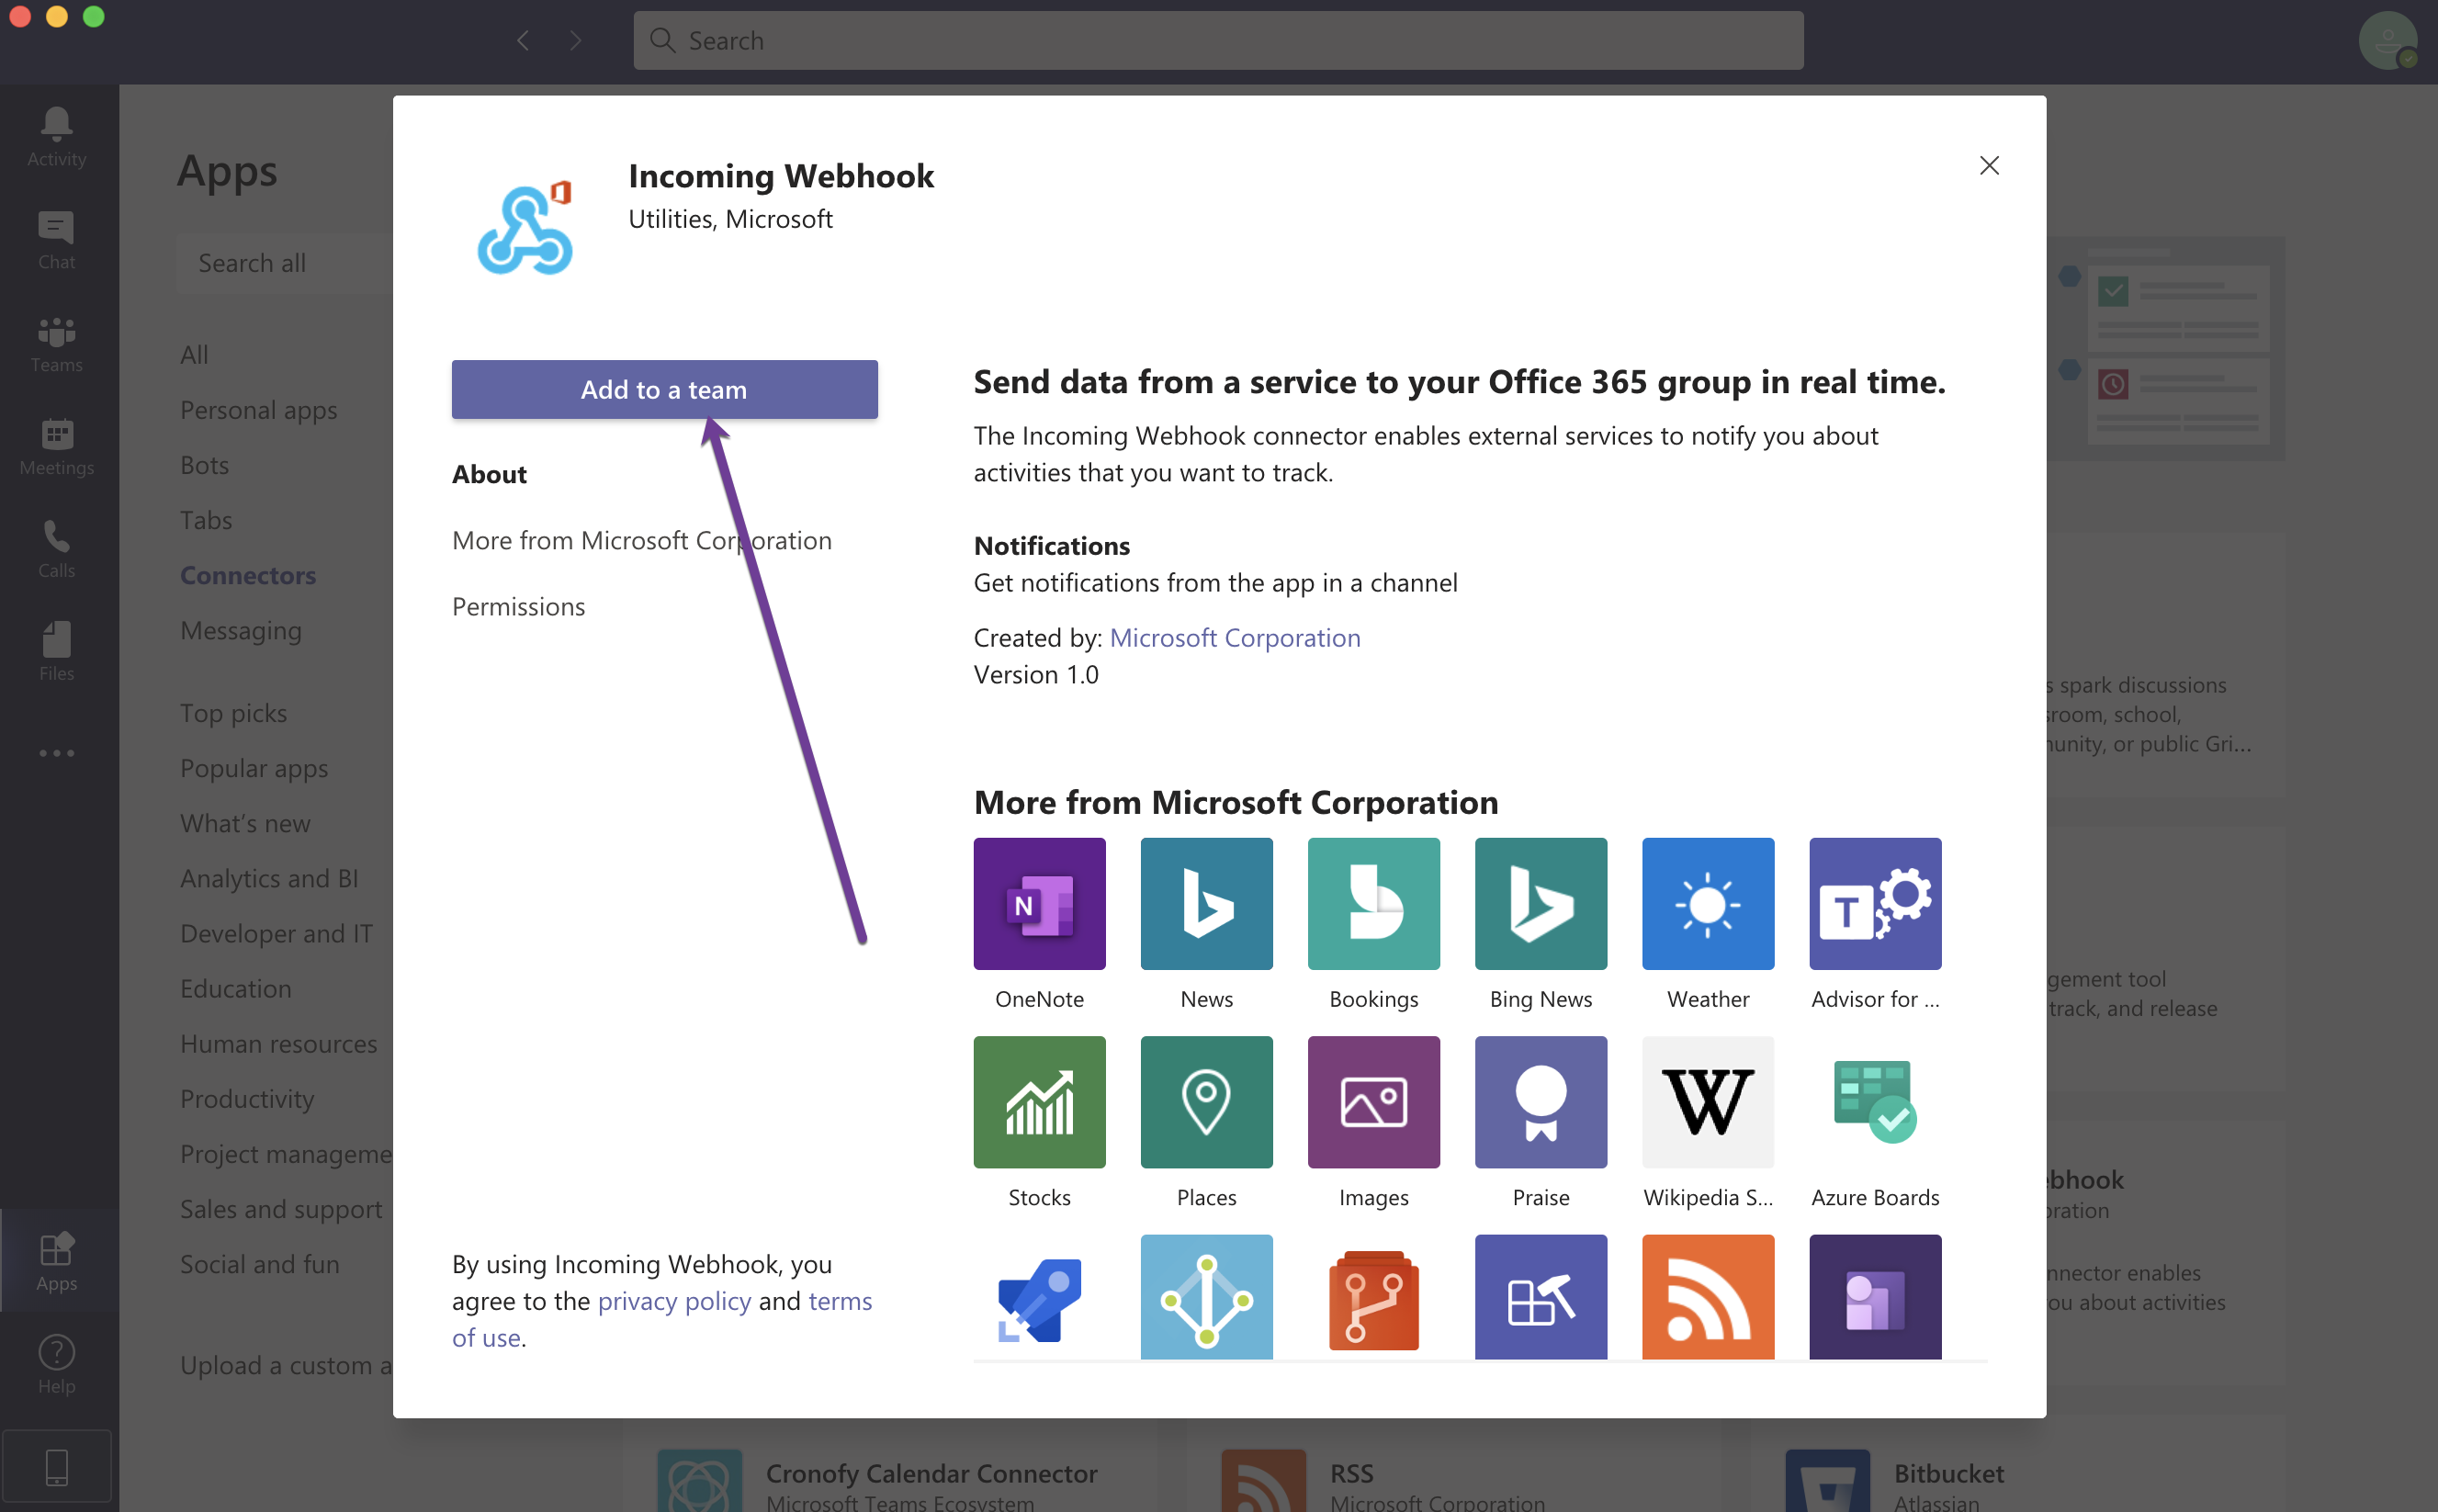 Search
Activity
Chat
Teams
Meetings
Calls
Files
Apps
Help
Apps
Search all
All
Personal apps
Bots
Tabs
Connectors
Messaging
Top picks
Popular apps
What's new
Analytics and BI
Developer and IT
Education
Human resources
Productivity
Project manageme
Sales and support
Social and fun
Upload a custom a
Incoming Webhook
Utilities, Microsoft
Add to a team
About
More from Microsoft Corporation
Permissions
By using Incoming Webhook, you
agree to the privacy policy and terms
of use.
Send data from a service to your Office 365 group in real time.
The Incoming Webhook connector enables external services to notify you about
activities that you want to track.
Notifications
Get notifications from the app in a channel
Created by: Microsoft Corporation
Version 1.0
More from Microsoft Corporation
N
T
OneNote News Bookings Bing News Weather Advisor for ...
W
Stocks Places Images Praise Wikipedia S... Azure Boards
s spark discussions
sroom, school,
nunity, or public Gri...
gement tool
track, and release
bhook
oration
nnector enables
ou about activities
Cronofy Calendar Connector
Microsoft Teams Ecosystem
RSS
Microsoft Corporation
Bitbucket
Atlassian